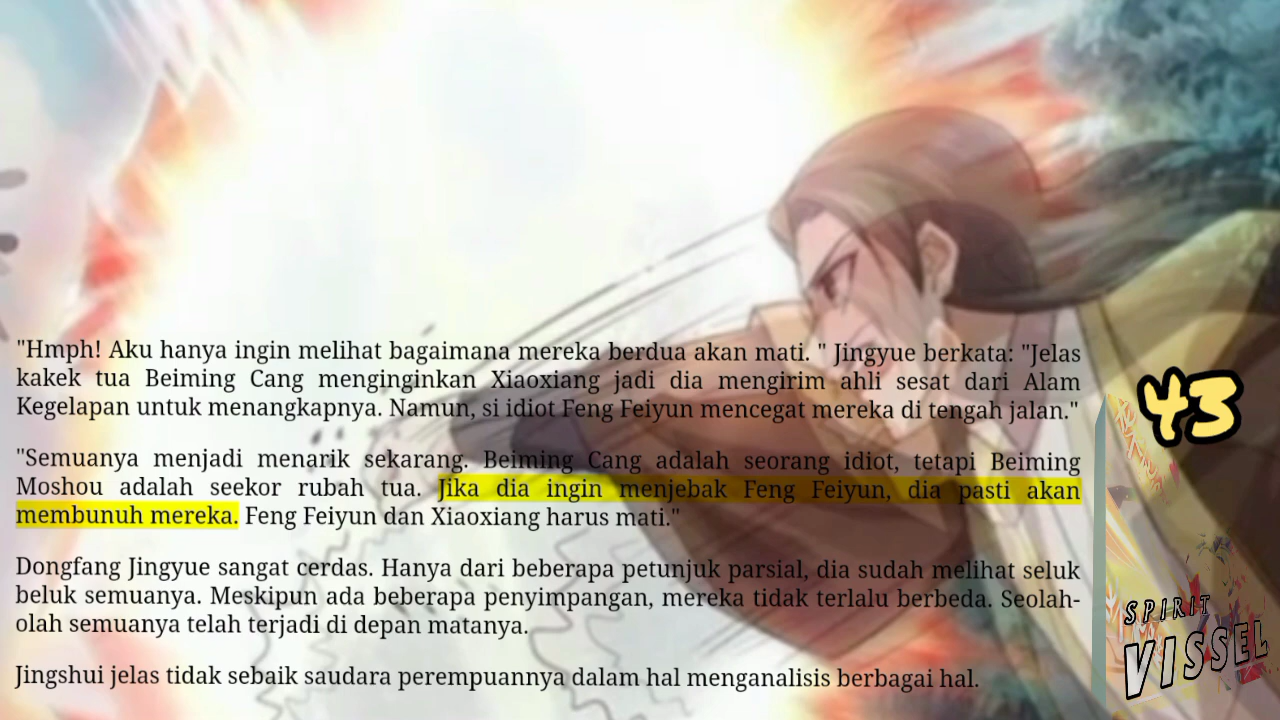 "Hmph! Aku hanya ingin melihat bagaimana mereka berdua akan mati. " Jingyue berkata: "Jelas
kakek tua Beiming Cang menginginkan Xiaoxiang jadi dia mengirim ahli sesat dari Alam
Kegelapan untuk menangkapnya. Namun, si idiot Feng Feiyun mencegat mereka di tengah jalan."
"Semuanya menjadi menarik sekarang. Beiming Cang adalah seorang idiot, tetapi Beiming
Moshou adalah seekor rubah tua. Jika dia ingin menjebak Feng Feiyun, dia pasti akan
membunuh mereka. Feng Feiyun dan Xiaoxiang harus mati."
Dongfang Jingyue sangat cerdas. Hanya dari beberapa petunjuk parsial, dia sudah melihat seluk
beluk semuanya. Meskipun ada beberapa penyimpangan, mereka tidak terlalu berbeda. Seolah-
olah semuanya telah terjadi di depan matanya.
Jingshui jelas tidak sebaik saudara perempuannya dalam hal menganalisis berbagai hal.
43
SPIRIT
VISSEL